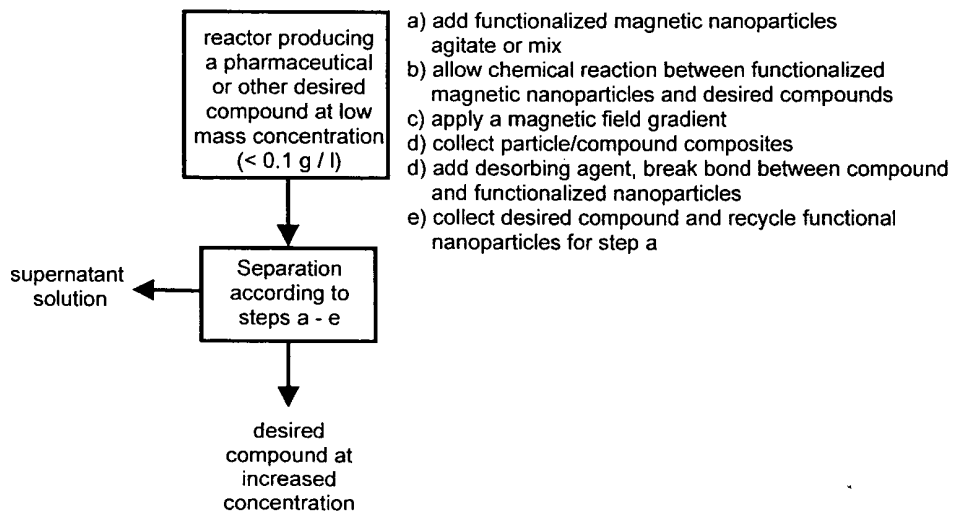 reactor producing
a pharmaceutical
or other desired
compound at low
mass concentration
(< 0.1 g / l)
a) add functionalized magnetic nanoparticles
agitate or mix
b) allow chemical reaction between functionalized
magnetic nanoparticles and desired compounds
c) apply a magnetic field gradient
d) collect particle/compound composites
d) add desorbing agent, break bond between compound
and functionalized nanoparticles
e) collect desired compound and recycle functional
nanoparticles for step a
Separation
according to
steps a - e
supernatant
solution
desired
compound at
increased
concentration